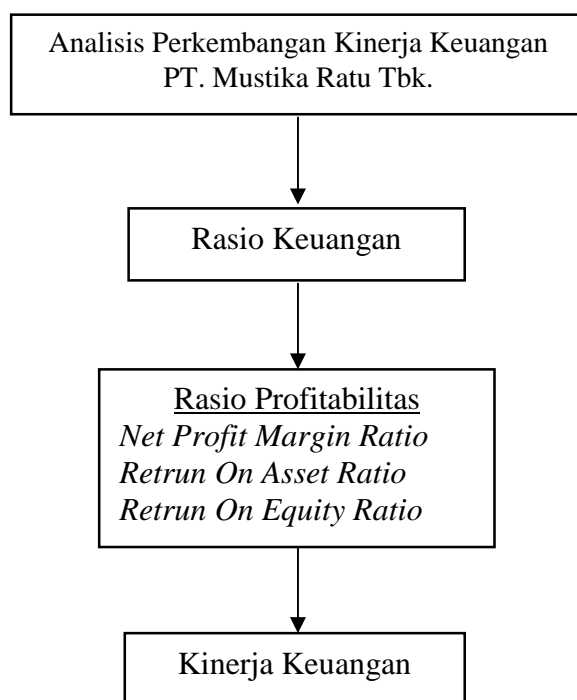 Analisis Perkembangan Kinerja Keuangan
PT. Mustika Ratu Tbk.
Rasio Keuangan
Rasio Profitabilitas
Net Profit Margin Ratio
Retrun On Asset Ratio
Retrun On Equity Ratio
Kinerja Keuangan